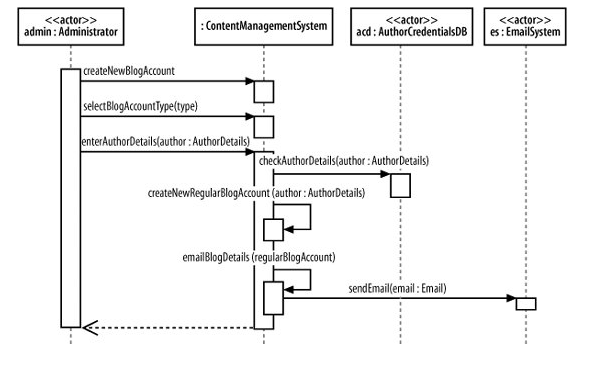 <<actor>>
admin : Administrator
: ContentManagementSystem
<<actor>>
acd : AuthorCredentialsDB
<<actor>>
es : EmailSystem
createNewBlogAccount
selectBlogAccountType(type)
enterAuthorDetails(author : AuthorDetails)
checkAuthorDetails(author : AuthorDetails)
createNewRegularBlogAccount (author : AuthorDetails)
emailBlogDetails (regularBlogAccount)
sendEmail(email : Email)